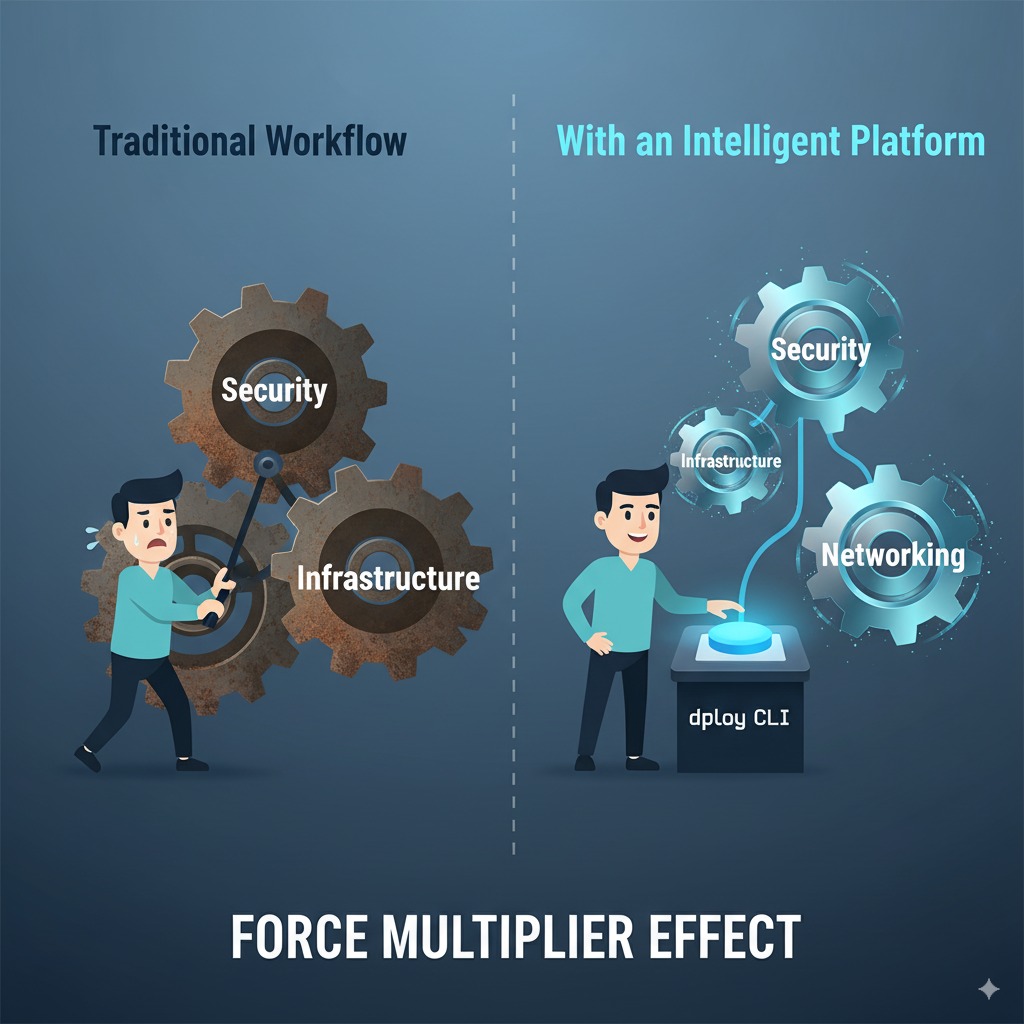 Traditional Workflow
With an Intelligent Platform
Security
Infrastructure
Security
Infrastructure
Networking
dploy CLI
FORCE MULTIPLIER EFFECT